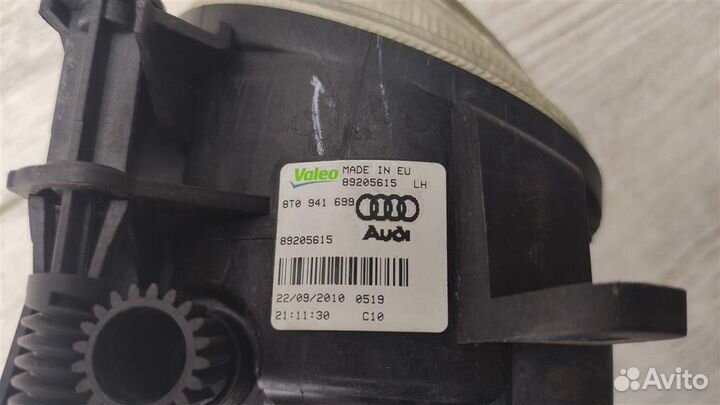 Valeo MADE IN EU
89205615 LH
8T0 941 699
Audi
89205615
22/09/2010 0519
21:11:30 C10
Avito